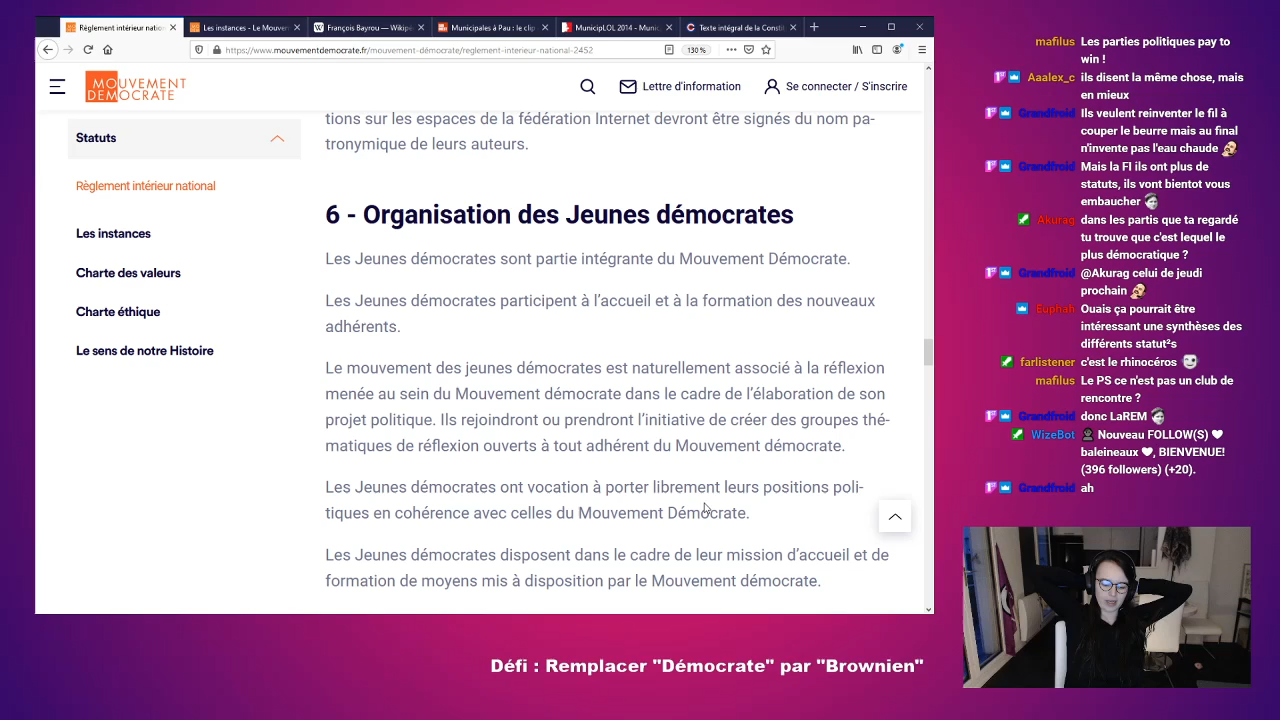 Règlement intérieur natio
Les instances - Le Mouve
François Bayrou — Wikip
Municipales à Pau : le clip
MunicipLOL 2014 - Munic
Texte intégral de la Consti
https://www.mouvementdemocrate.fr/mouvement-démocrate/reglement-interieur-national-2452
130 %
MOUVEMENT
DEMOCRATE
Lettre d'information
Se connecter / S'inscrire
Statuts
Règlement intérieur national
Les instances
Charte des valeurs
Charte éthique
Le sens de notre Histoire
tions sur les espaces de la fédération Internet devront être signés du nom pa-
tronymique de leurs auteurs.
6 - Organisation des Jeunes démocrates
Les Jeunes démocrates sont partie intégrante du Mouvement Démocrate.
Les Jeunes démocrates participent à l'accueil et à la formation des nouveaux
adhérents.
Le mouvement des jeunes démocrates est naturellement associé à la réflexion
menée au sein du Mouvement démocrate dans le cadre de l'élaboration de son
projet politique. Ils rejoindront ou prendront l'initiative de créer des groupes thé-
matiques de réflexion ouverts à tout adhérent du Mouvement démocrate.
Les Jeunes démocrates ont vocation à porter librement leurs positions poli-
tiques en cohérence avec celles du Mouvement Démocrate.
Les Jeunes démocrates disposent dans le cadre de leur mission d'accueil et de
formation de moyens mis à disposition par le Mouvement démocrate.
mafilus Les parties politiques pay to
win !
Aaalex_c ils disent la même chose, mais
en mieux
Grandfroid Ils veulent reinventer le fil à
couper le beurre mais au final
n'invente pas l'eau chaude
Grandfroid Mais la FI ils ont plus de
statuts, ils vont bientot vous
embaucher
Akurag dans les partis que ta regardé
tu trouve que c'est lequel le
plus démocratique ?
Grandfroid @Akurag celui de jeudi
prochain
Euphah Ouais ça pourrait être
intéressant une synthèses des
différents statut²s
farlistener c'est le rhinocéros
mafilus Le PS ce n'est pas un club de
rencontre ?
Grandfroid donc LaREM
WizeBot Nouveau FOLLOW(S)
baleineaux , BIENVENUE!
(396 followers) (+20).
Grandfroid ah
Défi : Remplacer "Démocrate" par "Brownien"